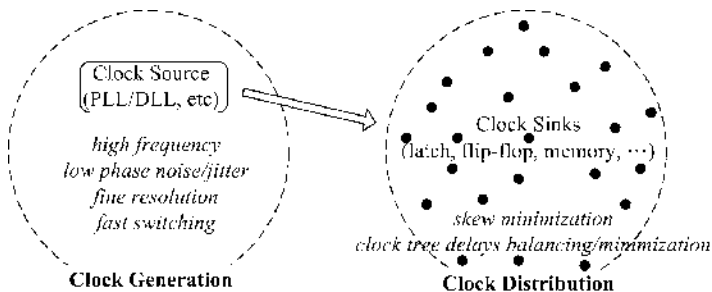 Clock Source
(PLL/DLL, etc)
high frequency
low phase noise/jitter
fine resolution
fast switching
Clock Generation
Clock Sinks
(latch, flip-flop, memory, ⋯)
skew minimization
clock tree delays balancing/minimization
Clock Distribution